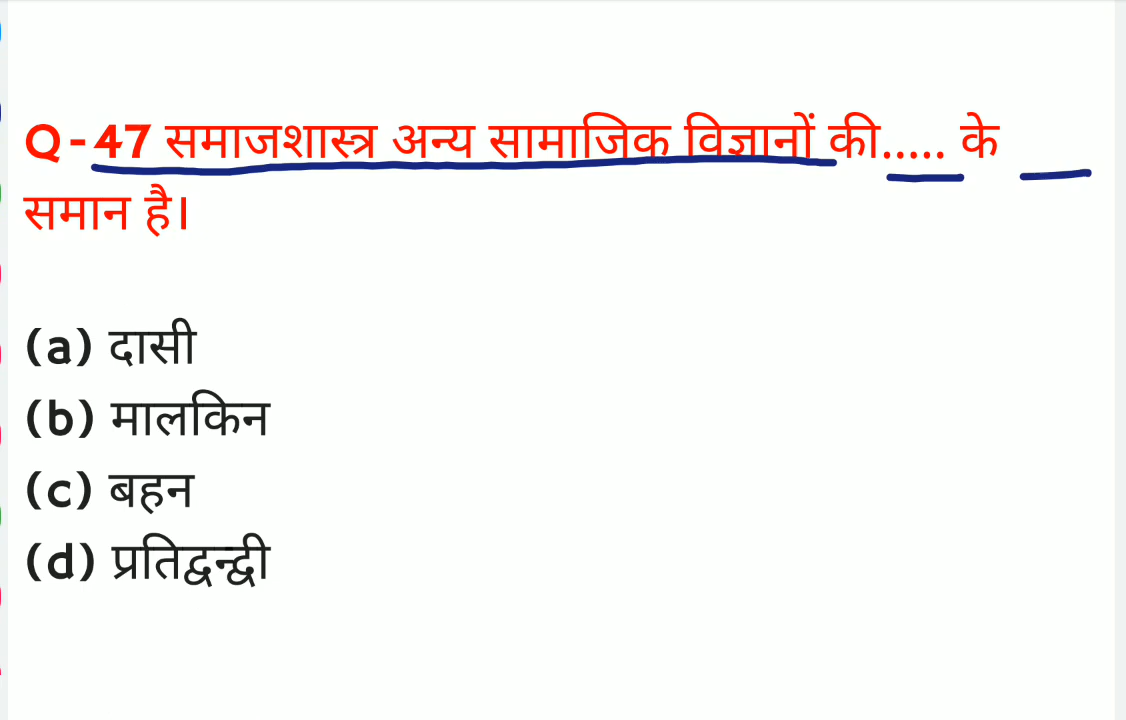 Q-47 समाजशास्त्र अन्य सामाजिक विज्ञानों की..... के
समान है।
(a) दासी
(b) मालकिन
(c) बहन
(d) प्रतिद्वन्द्वी